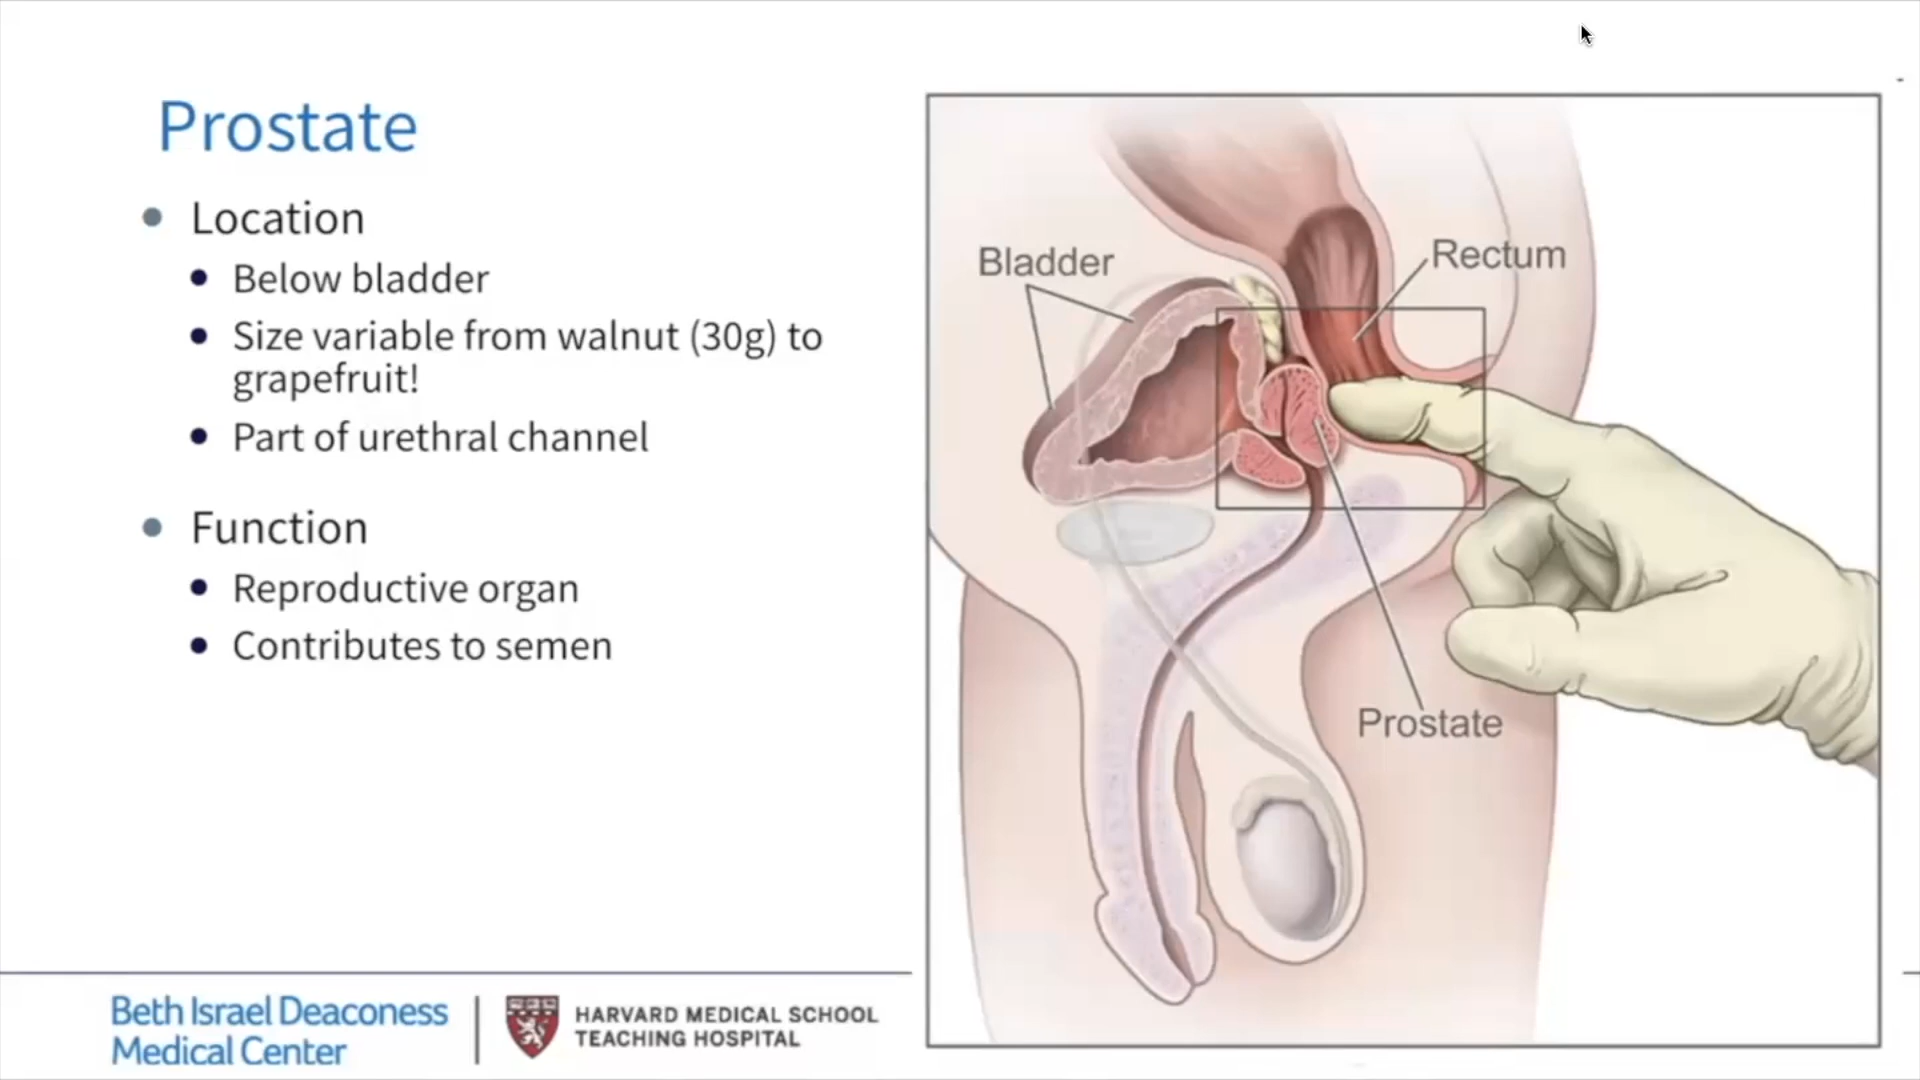 Prostate
Location
Below bladder
Size variable from walnut (30g) to
grapefruit!
Part of urethral channel
Function
Reproductive organ
Contributes to semen
Bladder
Rectum
Prostate
Beth Israel Deaconess
Medical Center
HARVARD MEDICAL SCHOOL
TEACHING HOSPITAL